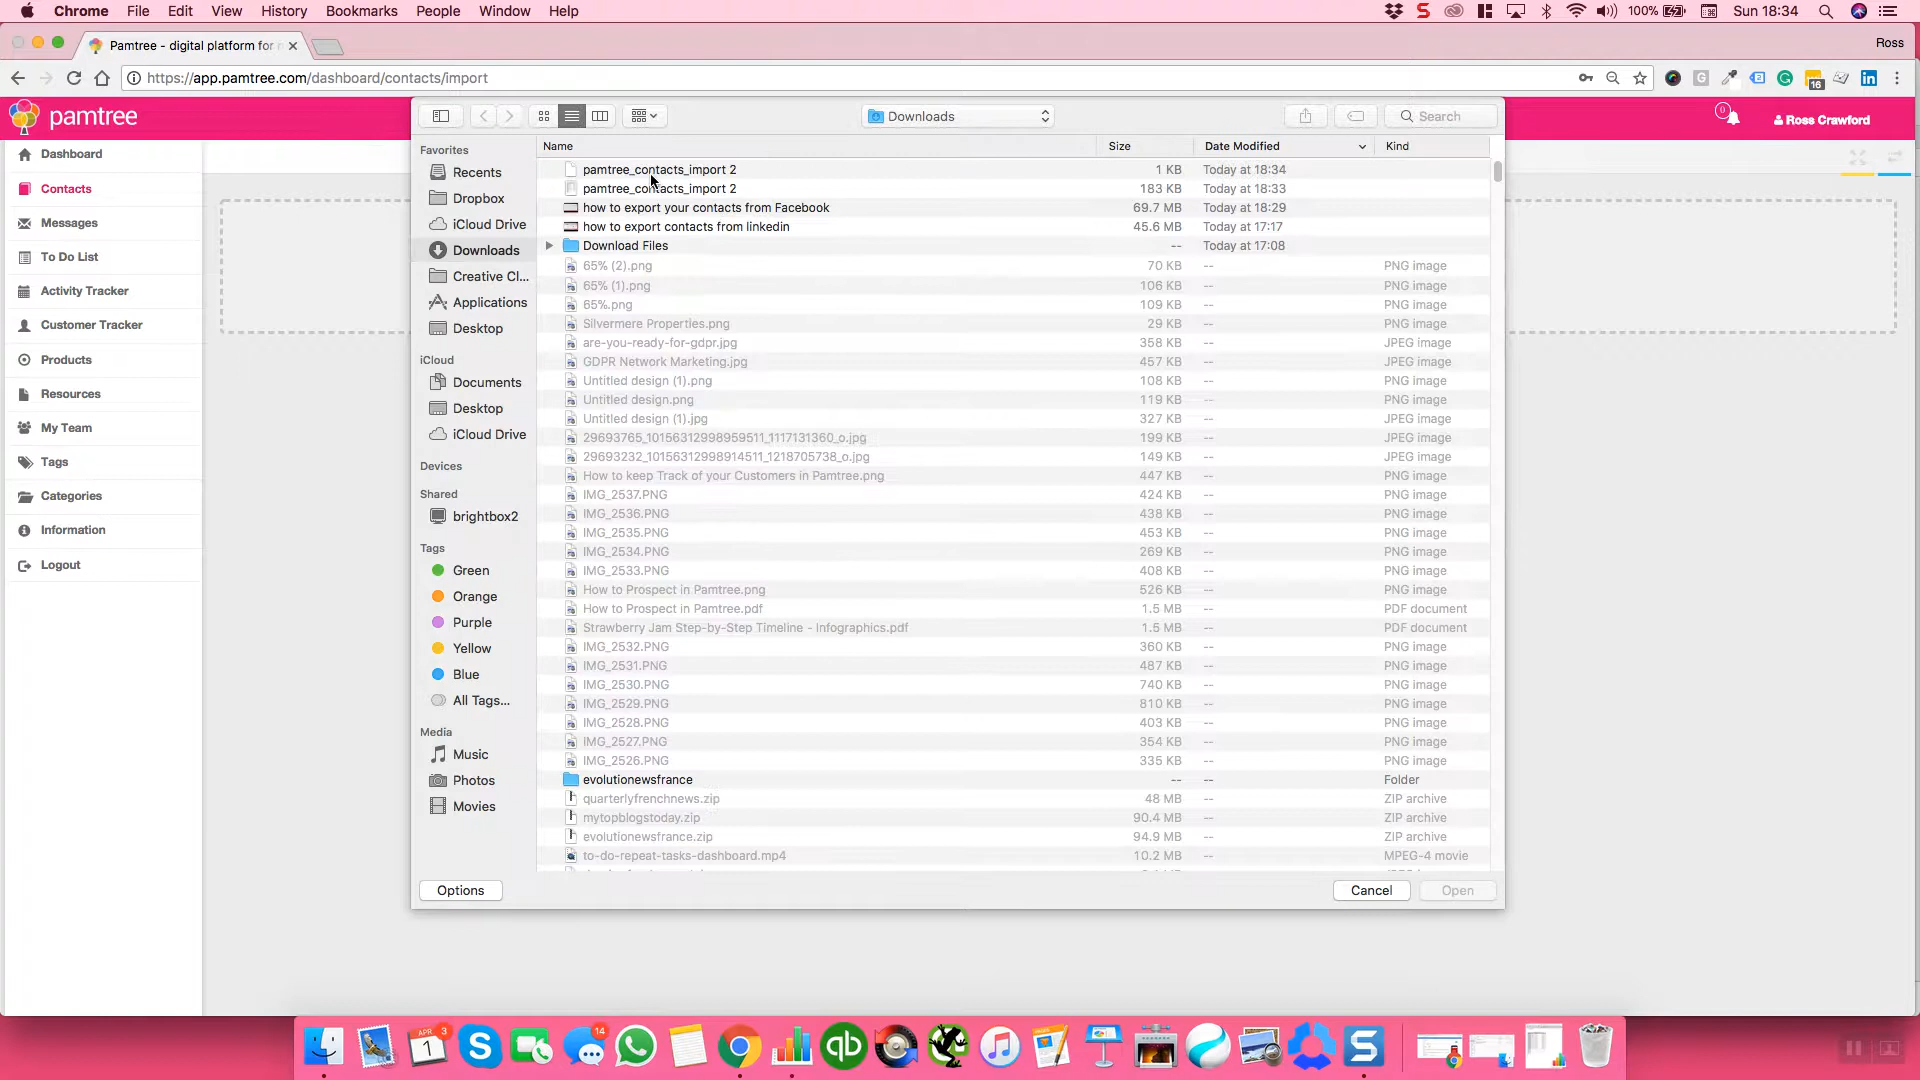 Chrome File Edit View History Bookmarks People Window Help
100% Sun 18:34
Pamtree - digital platform for
Ross
https://app.pamtree.com/dashboard/contacts/import
16
pamtree
0
Ross Crawford
Dashboard
Contacts
Messages
To Do List
Activity Tracker
Customer Tracker
Products
Resources
My Team
Tags
Categories
Information
Logout
Downloads
Search
Favorites
Recents
Dropbox
iCloud Drive
Downloads
Creative Cl...
Applications
Desktop
iCloud
Documents
Desktop
iCloud Drive
Devices
Shared
brightbox2
Tags
Green
Orange
Purple
Yellow
Blue
All Tags...
Media
Music
Photos
Movies
Name Size Date Modified Kind
pamtree_contacts_import 2 1 KB Today at 18:34
pamtree_contacts_import 2 183 KB Today at 18:33
how to export your contacts from Facebook 69.7 MB Today at 18:29
how to export contacts from linkedin 45.6 MB Today at 17:17
Download Files -- Today at 17:08
65% (2).png 70 KB -- PNG image
65% (1).png 106 KB -- PNG image
65%.png 109 KB -- PNG image
Silvermere Properties.png 29 KB -- PNG image
are-you-ready-for-gdpr.jpg 358 KB -- JPEG image
GDPR Network Marketing.jpg 457 KB -- JPEG image
Untitled design (1).png 108 KB -- PNG image
Untitled design.png 119 KB -- PNG image
Untitled design (1).jpg 327 KB -- JPEG image
29693765_10156312998959511_1117131360_o.jpg 199 KB -- JPEG image
29693232_10156312998914511_1218705738_o.jpg 149 KB -- JPEG image
How to keep Track of your Customers in Pamtree.png 447 KB -- PNG image
IMG_2537.PNG 424 KB -- PNG image
IMG_2536.PNG 438 KB -- PNG image
IMG_2535.PNG 453 KB -- PNG image
IMG_2534.PNG 269 KB -- PNG image
IMG_2533.PNG 408 KB -- PNG image
How to Prospect in Pamtree.png 526 KB -- PNG image
How to Prospect in Pamtree.pdf 1.5 MB -- PDF document
Strawberry Jam Step-by-Step Timeline - Infographics.pdf 1.5 MB -- PDF document
IMG_2532.PNG 360 KB -- PNG image
IMG_2531.PNG 487 KB -- PNG image
IMG_2530.PNG 740 KB -- PNG image
IMG_2529.PNG 810 KB -- PNG image
IMG_2528.PNG 403 KB -- PNG image
IMG_2527.PNG 354 KB -- PNG image
IMG_2526.PNG 335 KB -- PNG image
evolutionewsfrance -- -- Folder
quarterlyfrenchnews.zip 48 MB -- ZIP archive
mytopblogstoday.zip 90.4 MB -- ZIP archive
evolutionewsfrance.zip 94.9 MB -- ZIP archive
to-do-repeat-tasks-dashboard.mp4 10.2 MB -- MPEG-4 movie
Options Cancel Open
APR 3
1
14